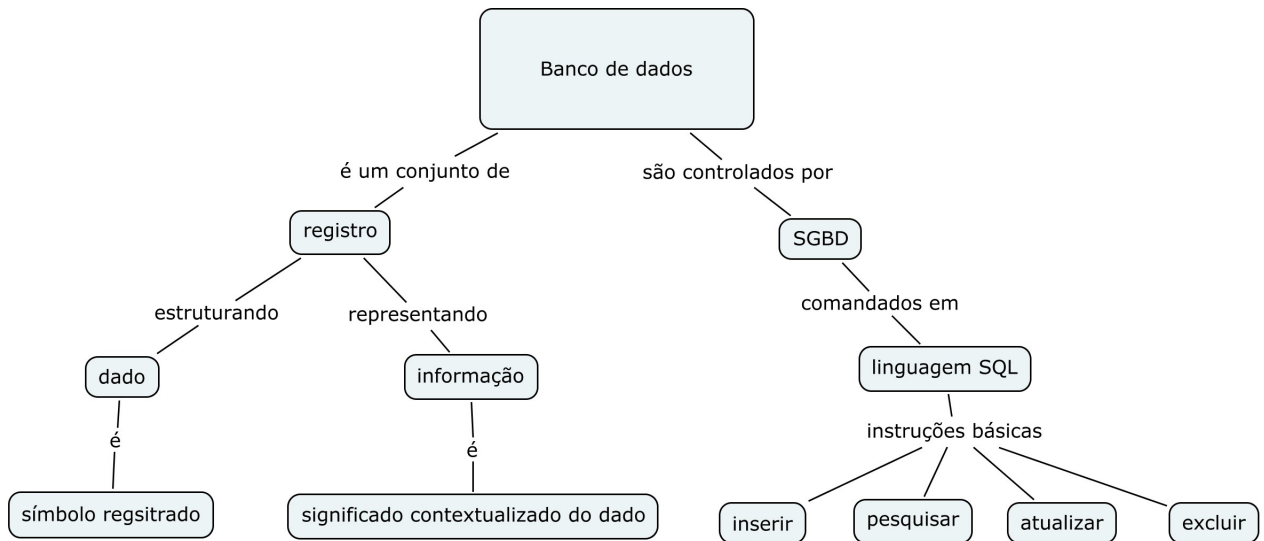 Banco de dados
é um conjunto de
são controlados por
registro
SGBD
estruturando
representando
comandados em
dado
informação
linguagem SQL
é
é
instruções básicas
símbolo regsitrado
significado contextualizado do dado
inserir
pesquisar
atualizar
excluir